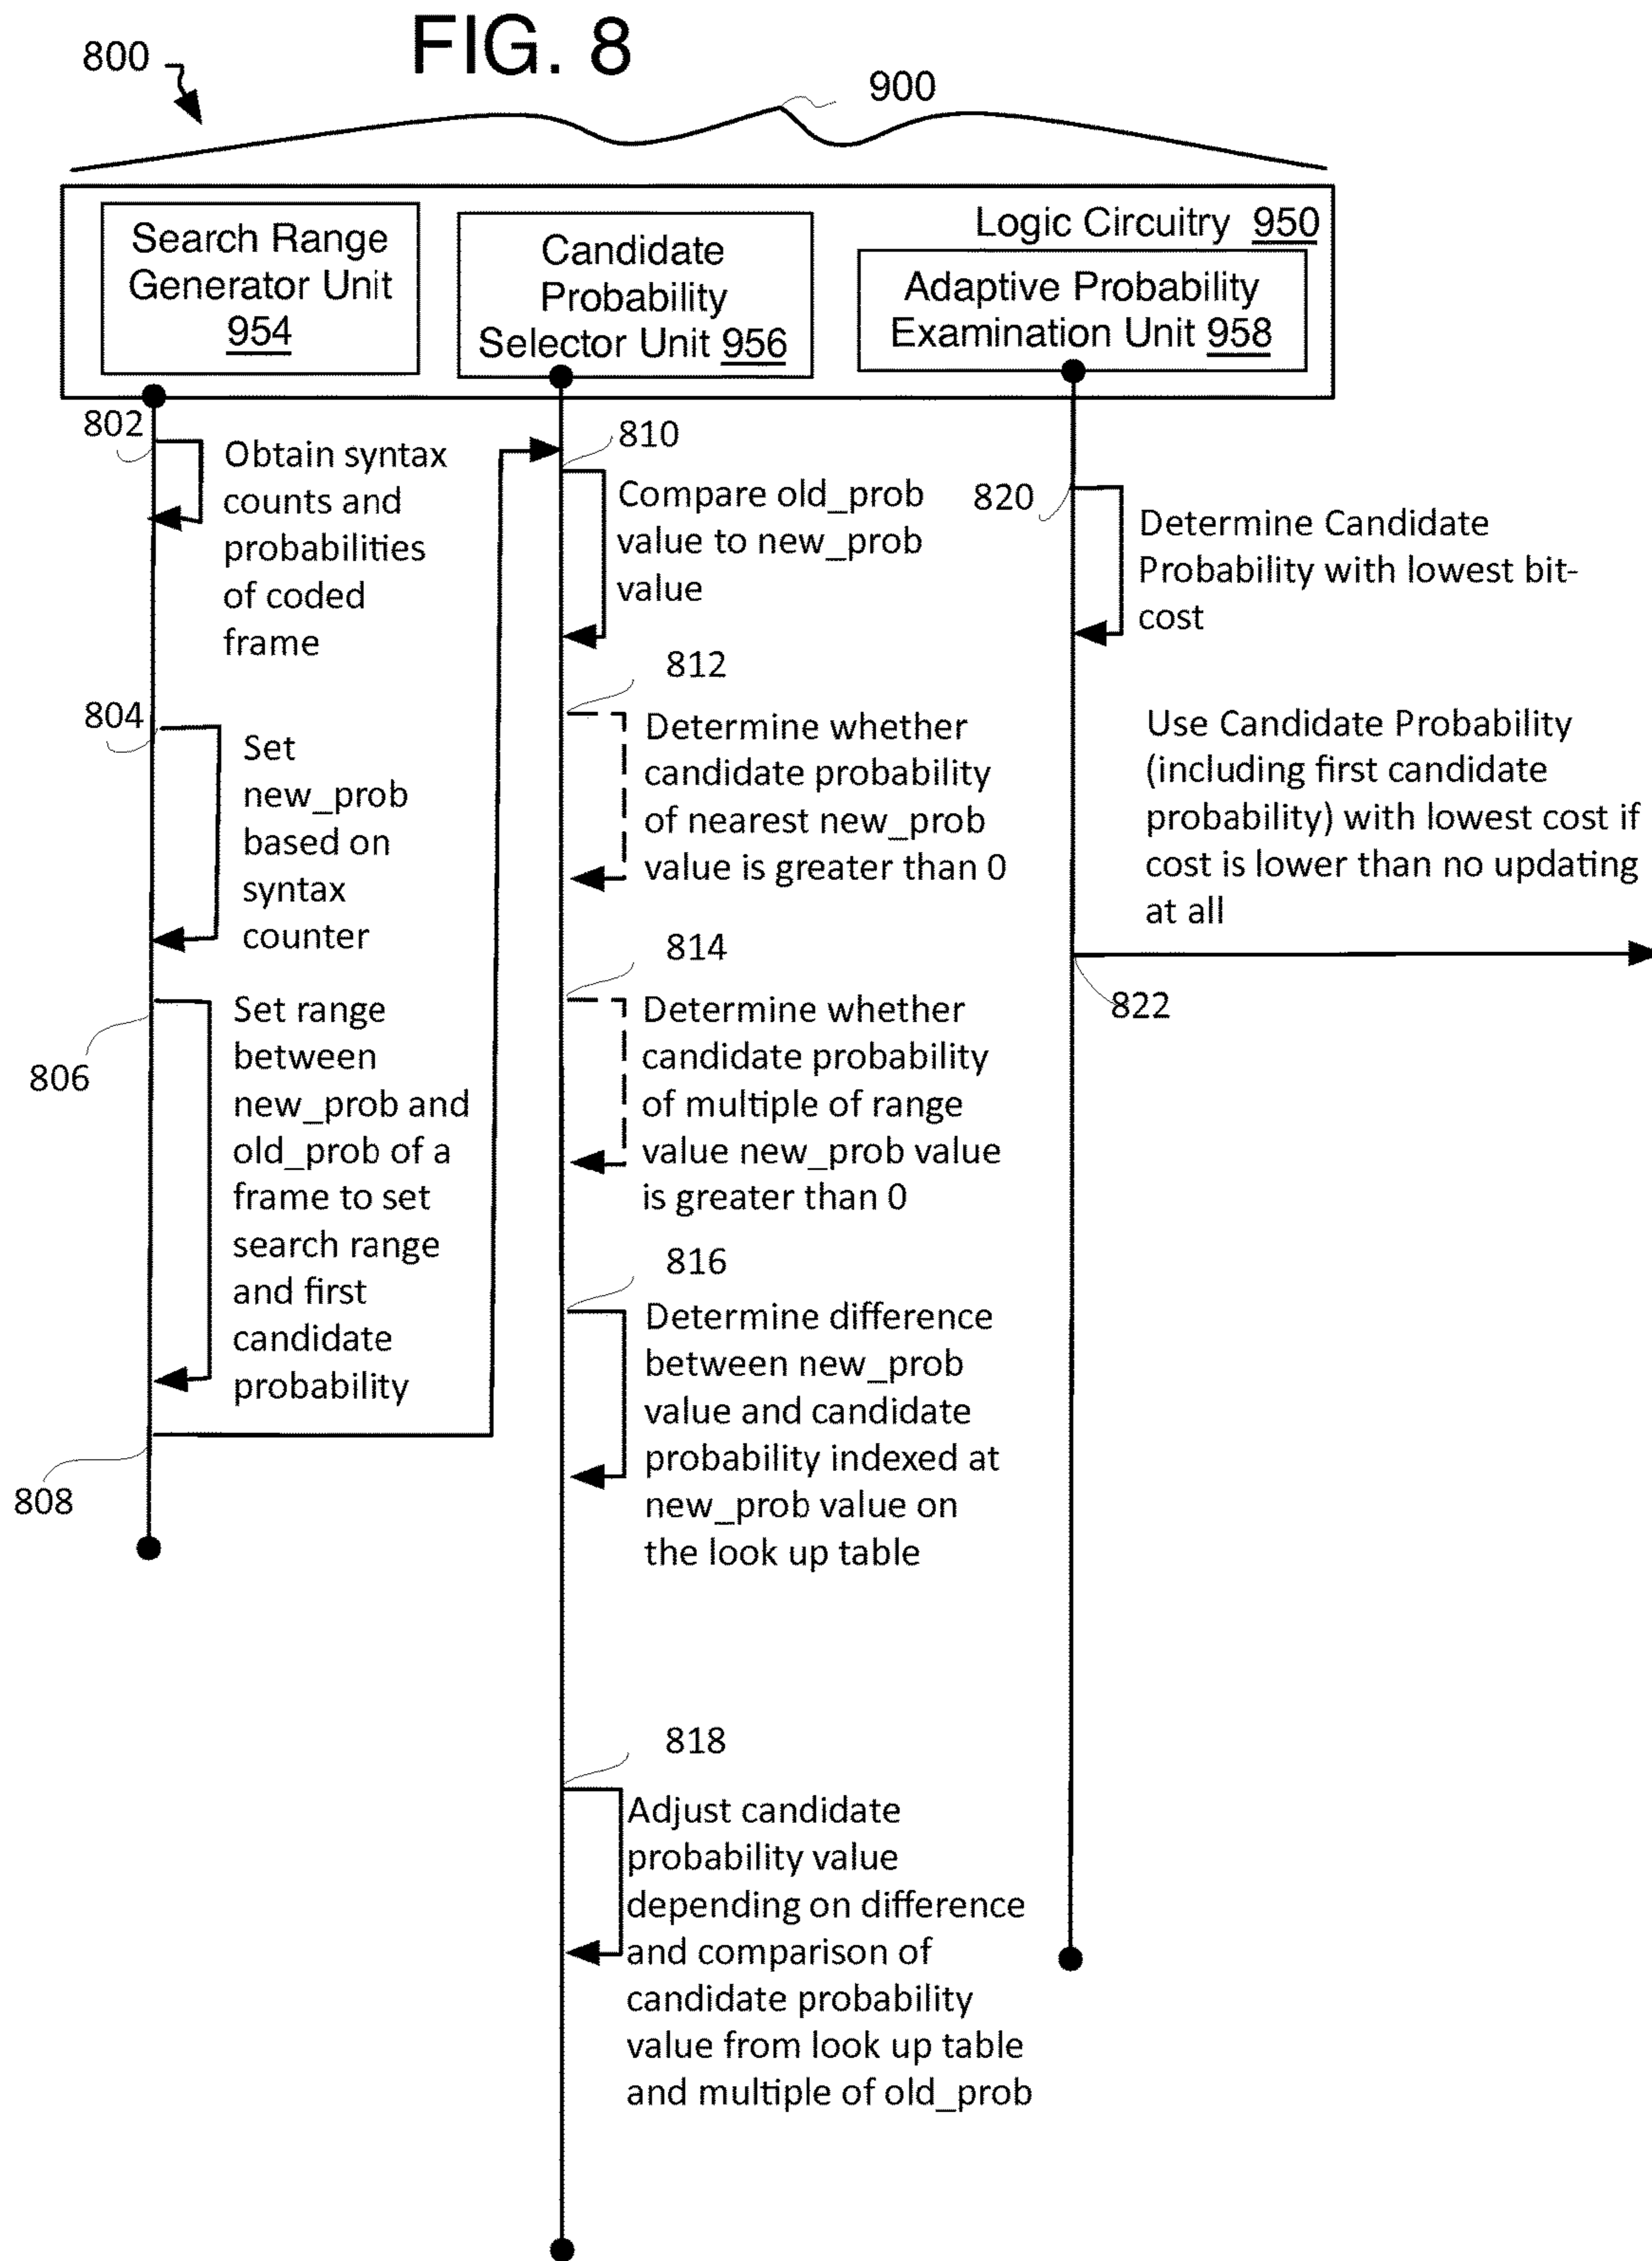 FIG. 8
800
900
Search Range
Generator Unit
954
Candidate
Probability
Selector Unit 956
Logic Circuitry 950
Adaptive Probability
Examination Unit 958
802
Obtain syntax
counts and
probabilities
of coded
frame
804
Set
new_prob
based on
syntax
counter
806
Set range
between
new_prob and
old_prob of a
frame to set
search range
and first
candidate
probability
808
810
Compare old_prob
value to new_prob
value
812
Determine whether
candidate probability
of nearest new_prob
value is greater than 0
814
Determine whether
candidate probability
of multiple of range
value new_prob value
is greater than 0
816
Determine difference
between new_prob
value and candidate
probability indexed at
new_prob value on
the look up table
818
Adjust candidate
probability value
depending on difference
and comparison of
candidate probability
value from look up table
and multiple of old_prob
820
Determine Candidate
Probability with lowest bit-
cost
Use Candidate Probability
(including first candidate
probability) with lowest cost if
cost is lower than no updating
at all
822